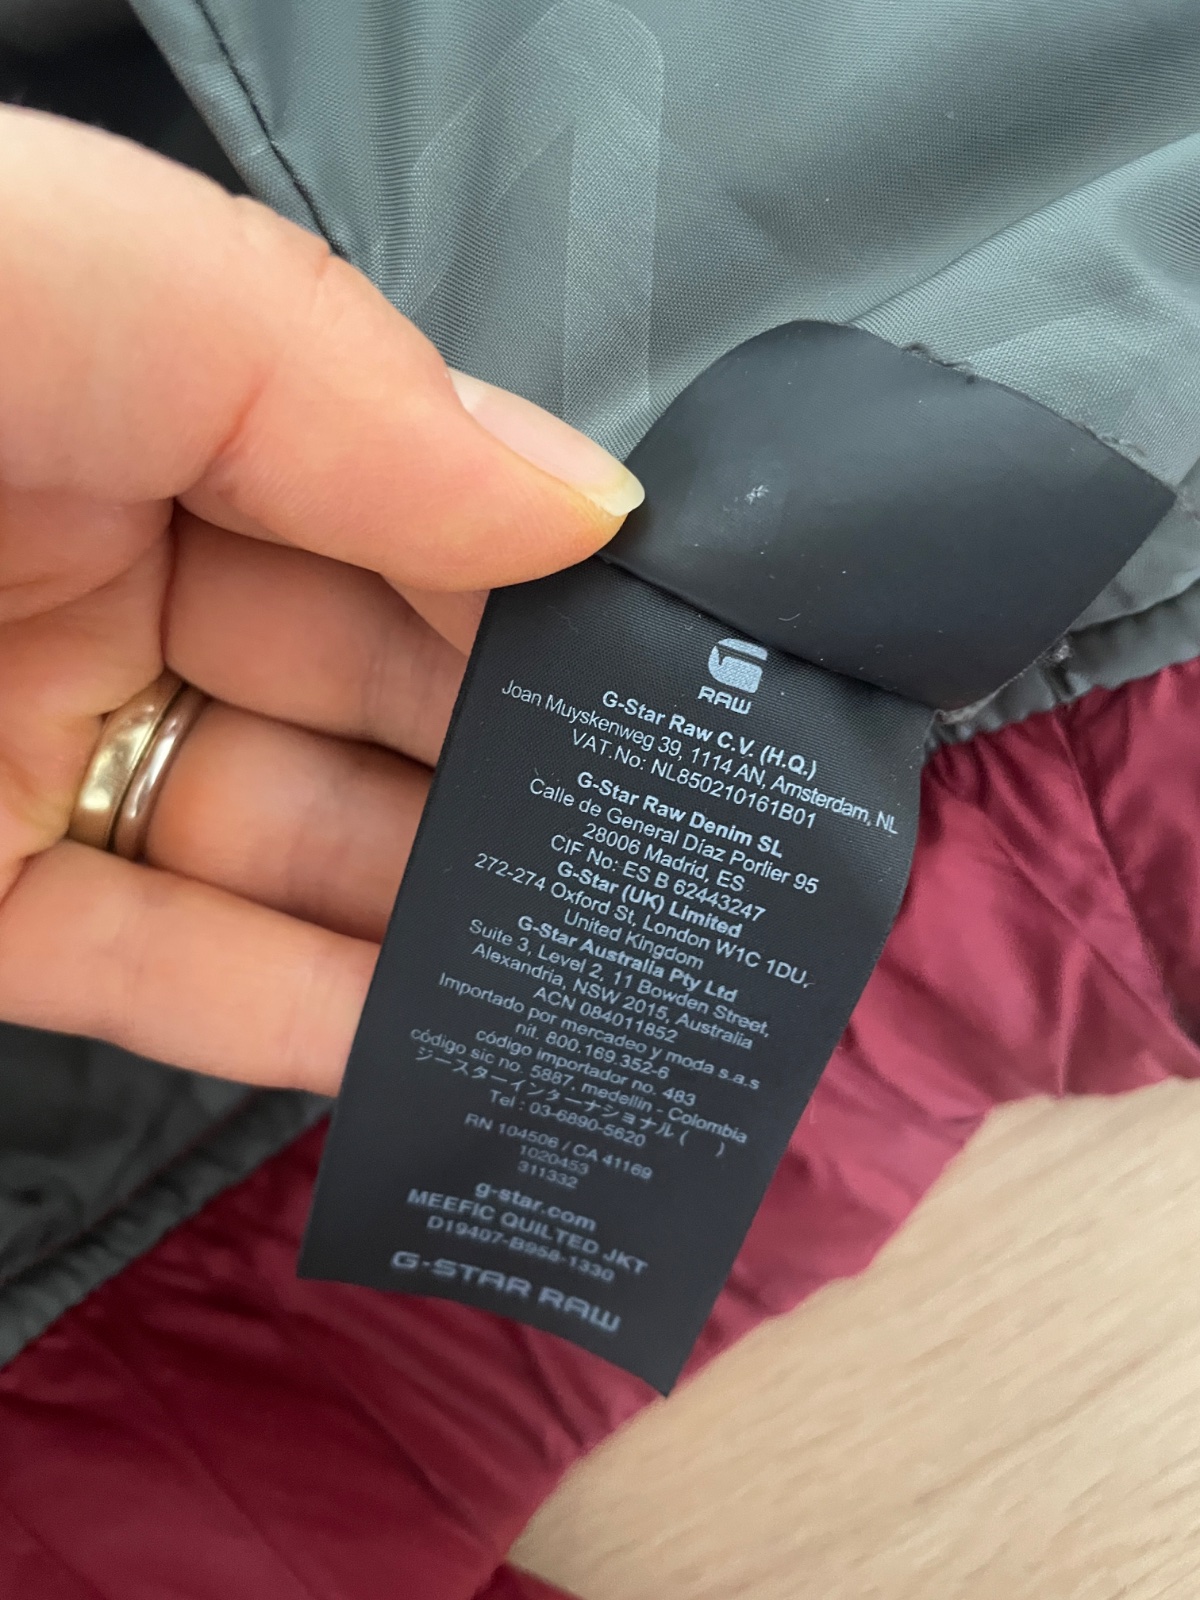 RAW
G-Star Raw C.V. (H.Q.)
Joan Muyskenweg 39, 1114 AN, Amsterdam, NL
VAT.No: NL850210161B01
G-Star Raw Denim SL
Calle de General Díaz Porlier 95
28006 Madrid, ES
CIF No: ES B 62443247
G-Star (UK) Limited
272-274 Oxford St, London W1C 1DU,
United Kingdom
G-Star Australia Pty Ltd
Suite 3, Level 2, 11 Bowden Street,
Alexandria, NSW 2015, Australia
ACN 084011852
Importado por mercadeo y moda s.a.s
nit. 800.169.352-6
código importador no. 483
código sic no. 5887, medellin - Colombia
ジースターインターナショナル (   )
Tel : 03-6890-5620
RN 104506 / CA 41169
1020453
311332
g-star.com
MEEFIC QUILTED JKT
D19407-B958-1330
G-STAR RAW